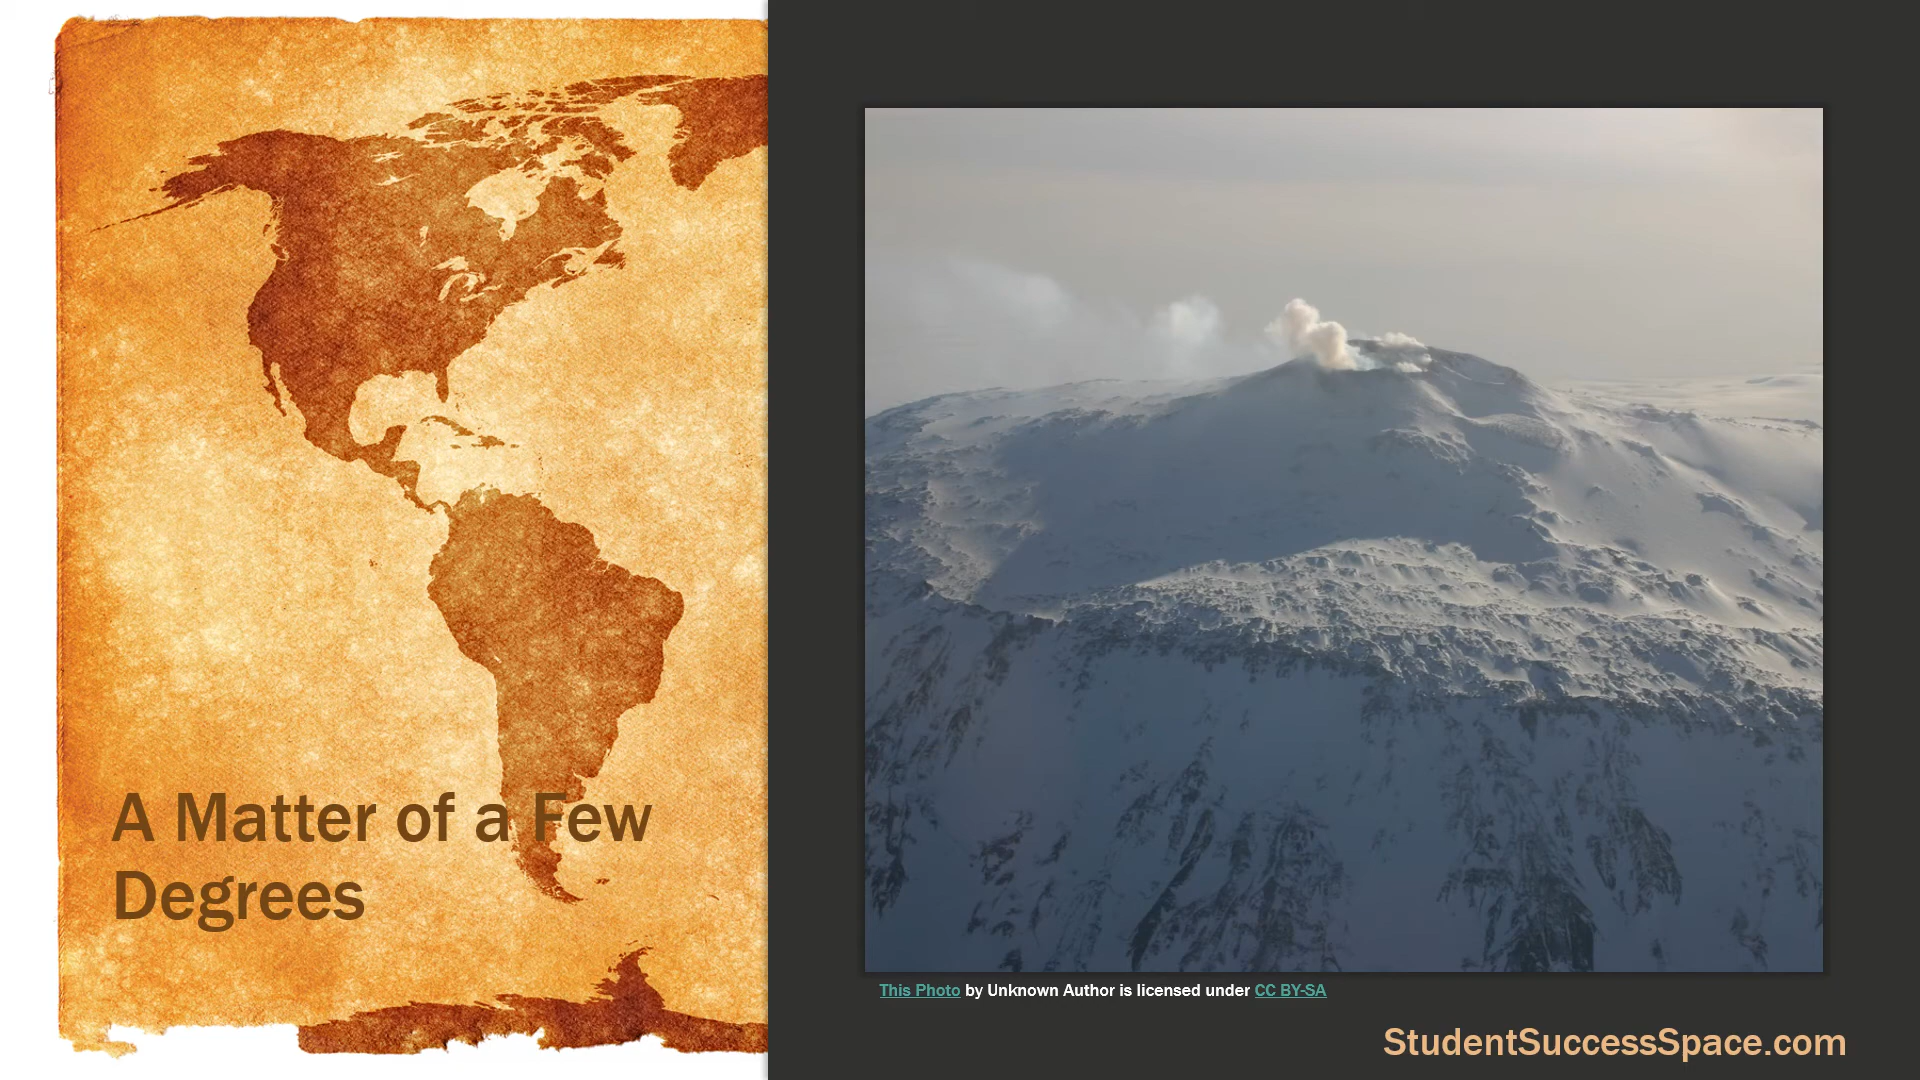 A Matter of a Few
Degrees
This Photo by Unknown Author is licensed under CC BY-SA
StudentSuccessSpace.com